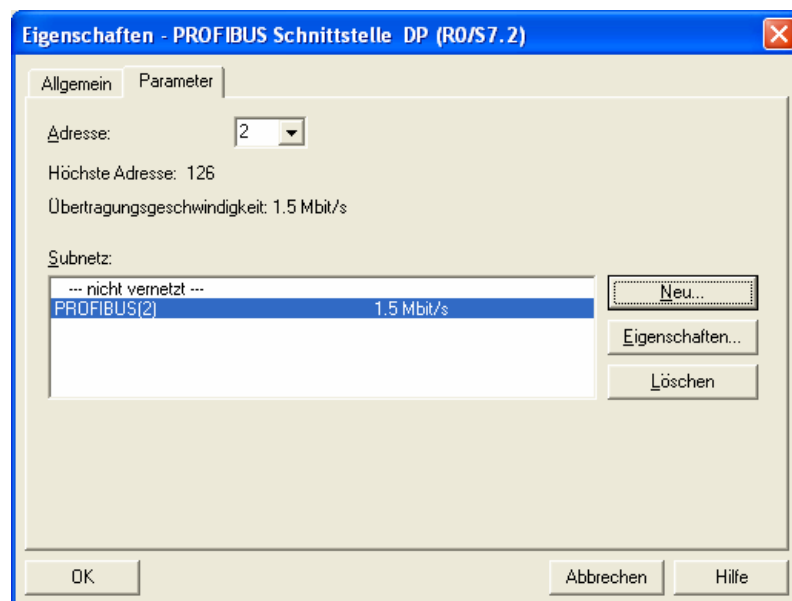 Eigenschaften - PROFIBUS Schnittstelle DP (R0/S7.2)
Allgemein Parameter
Adresse: 2
Höchste Adresse: 126
Übertragungsgeschwindigkeit: 1.5 Mbit/s
Subnetz:
--- nicht vernetzt ---
PROFIBUS(2) 1.5 Mbit/s
Neu...
Eigenschaften...
Löschen
OK Abbrechen Hilfe